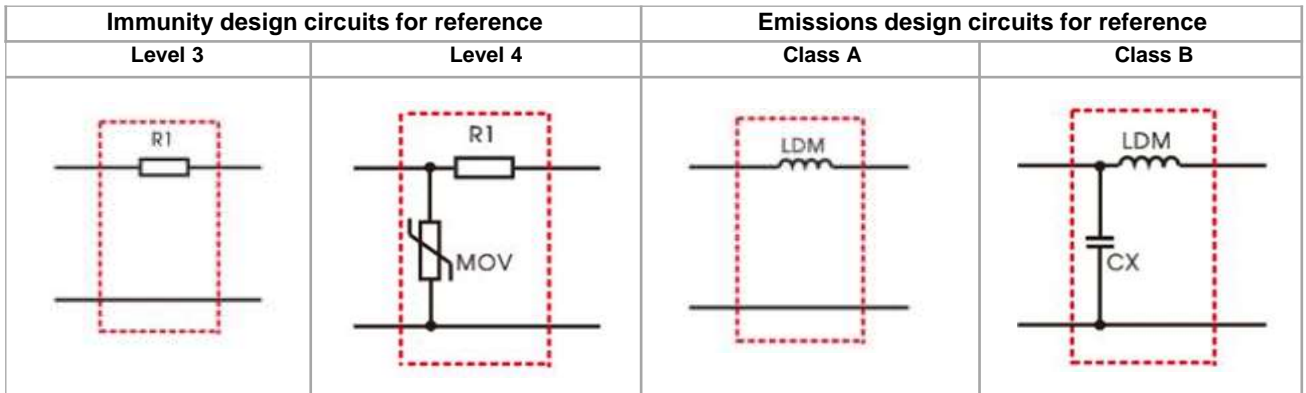 Immunity design circuits for reference
Emissions design circuits for reference
Level 3
Level 4
Class A
Class B
R1
R1
MOV
LDM
LDM
CX